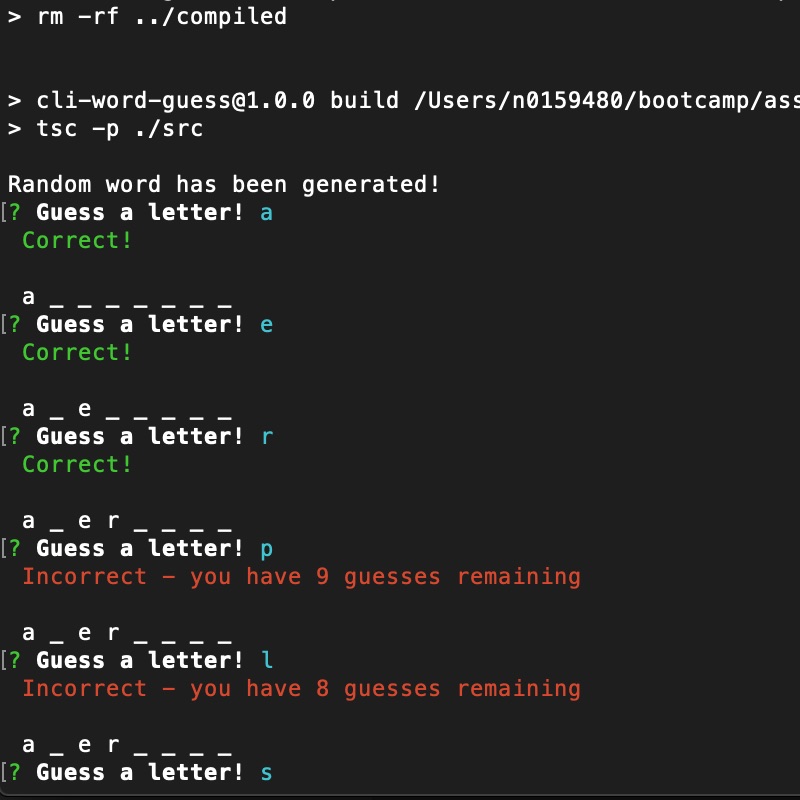 > rm -rf ../compiled
> cli-word-guess@1.0.0 build /Users/n0159480/bootcamp/ass
> tsc -p ./src
Random word has been generated!
[? Guess a letter! a
Correct!
a _ _ _ _ _ _ _
[? Guess a letter! e
Correct!
a _ e _ _ _ _ _
[? Guess a letter! r
Correct!
a _ e r _ _ _ _
[? Guess a letter! p
Incorrect - you have 9 guesses remaining
a _ e r _ _ _ _
[? Guess a letter! l
Incorrect - you have 8 guesses remaining
a _ e r _ _ _ _
[? Guess a letter! s